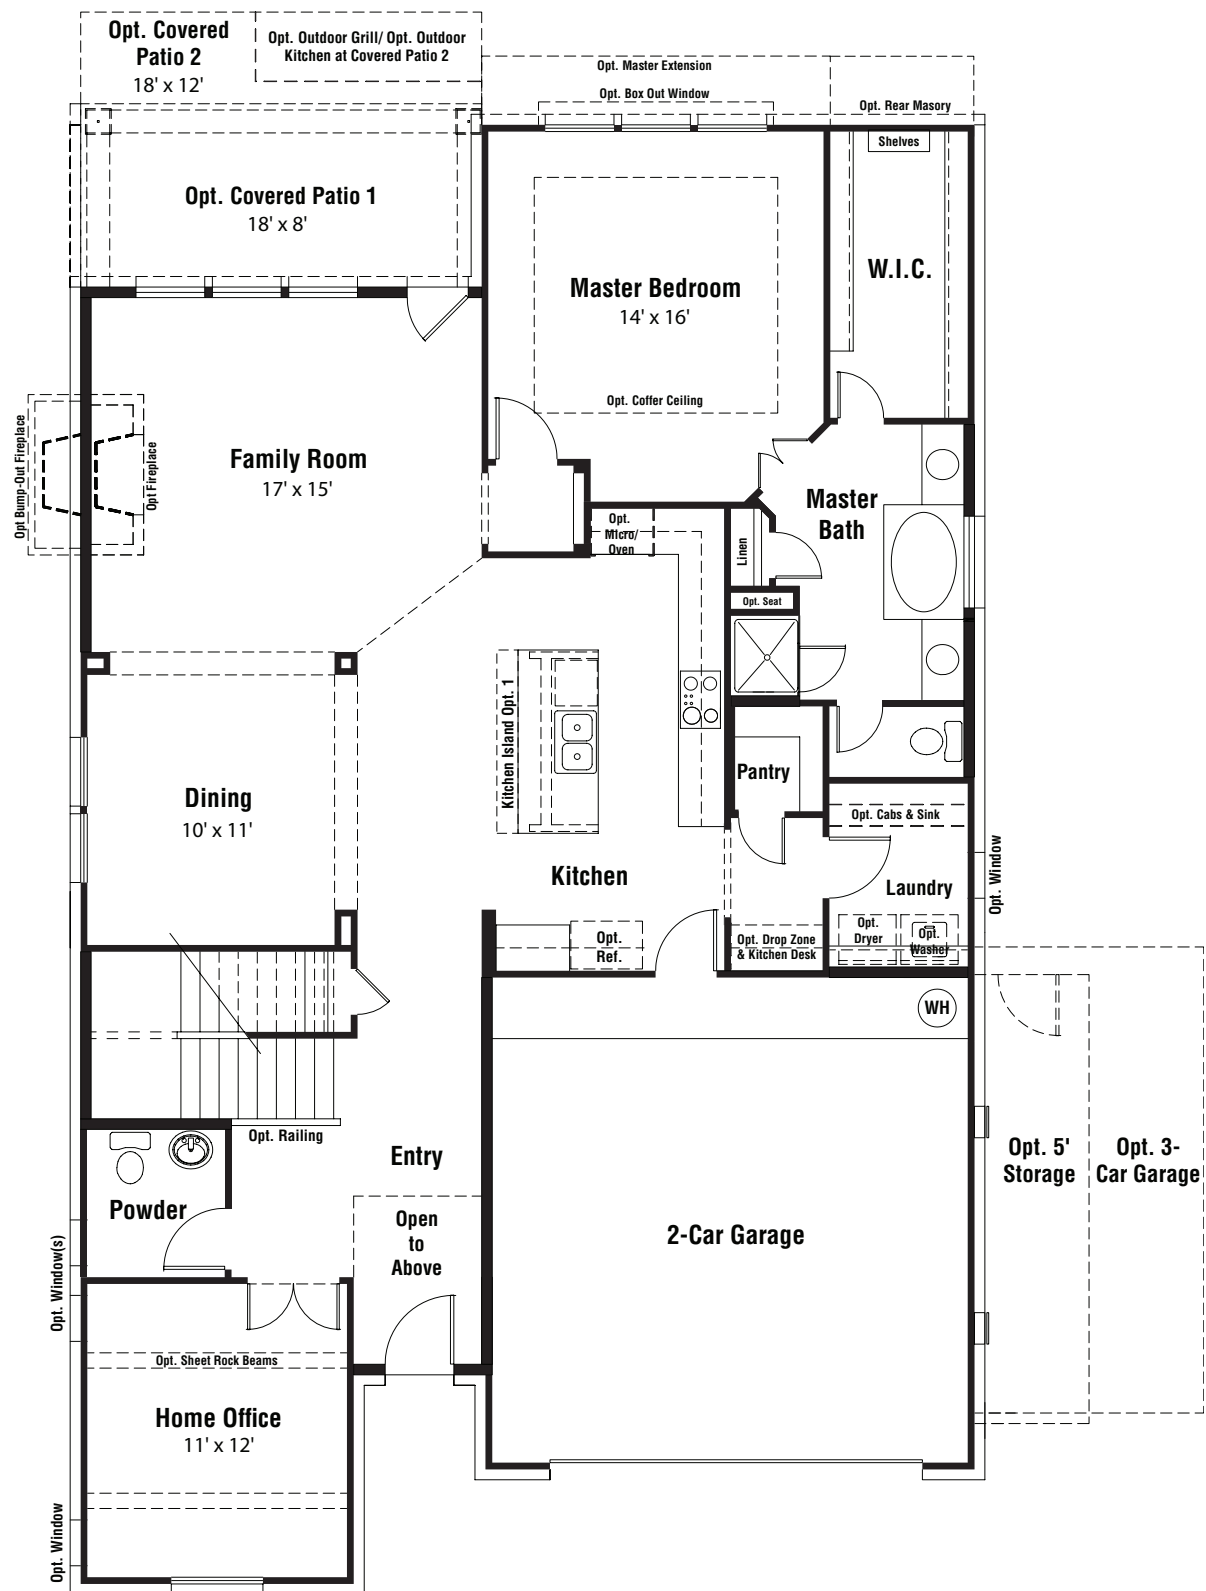 Opt. Covered
Patio 2
18' x 12'
Opt. Outdoor Grill/ Opt. Outdoor
Kitchen at Covered Patio 2
Opt. Master Extension
Opt. Box Out Window
Opt. Rear Masory
Shelves
Opt. Covered Patio 1
18' x 8'
W.I.C.
Master Bedroom
14' x 16'
Opt. Coffer Ceiling
Opt Bump-Out Fireplace
Opt Fireplace
Family Room
17' x 15'
Master
Bath
Opt.
Micro/
Oven
Linen
Opt. Seat
Kitchen Island Opt. 1
Pantry
Dining
10' x 11'
Opt. Cabs & Sink
Kitchen
Laundry
Opt. Window
Opt.
Ref.
Opt. Drop Zone
& Kitchen Desk
Opt.
Dryer
Opt.
Washer
WH
Opt. Railing
Entry
Opt. 5'
Storage
Opt. 3-
Car Garage
Powder
Open
to
Above
2-Car Garage
Opt. Window(s)
Opt. Sheet Rock Beams
Home Office
11' x 12'
Opt. Window